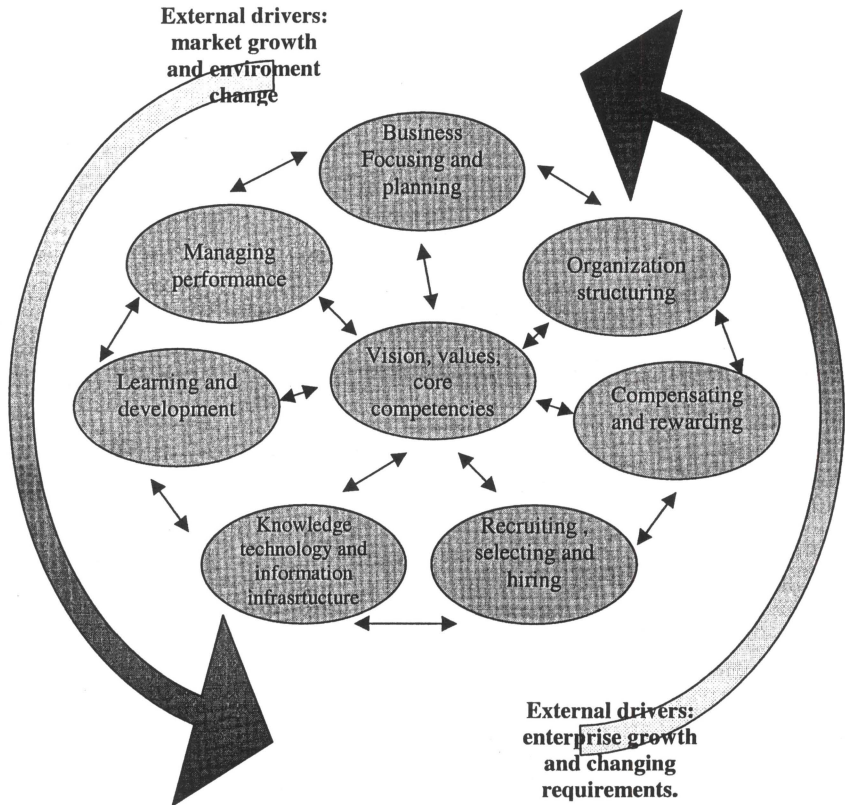 External drivers:
market growth
and enviroment
change
Business
Focusing and
planning
Managing
performance
Organization
structuring
Vision, values,
core
competencies
Learning and
development
Compensating
and rewarding
Knowledge
technology and
information
infrasrtucture
Recruiting ,
selecting and
hiring
External drivers:
enterprise growth
and changing
requirements.